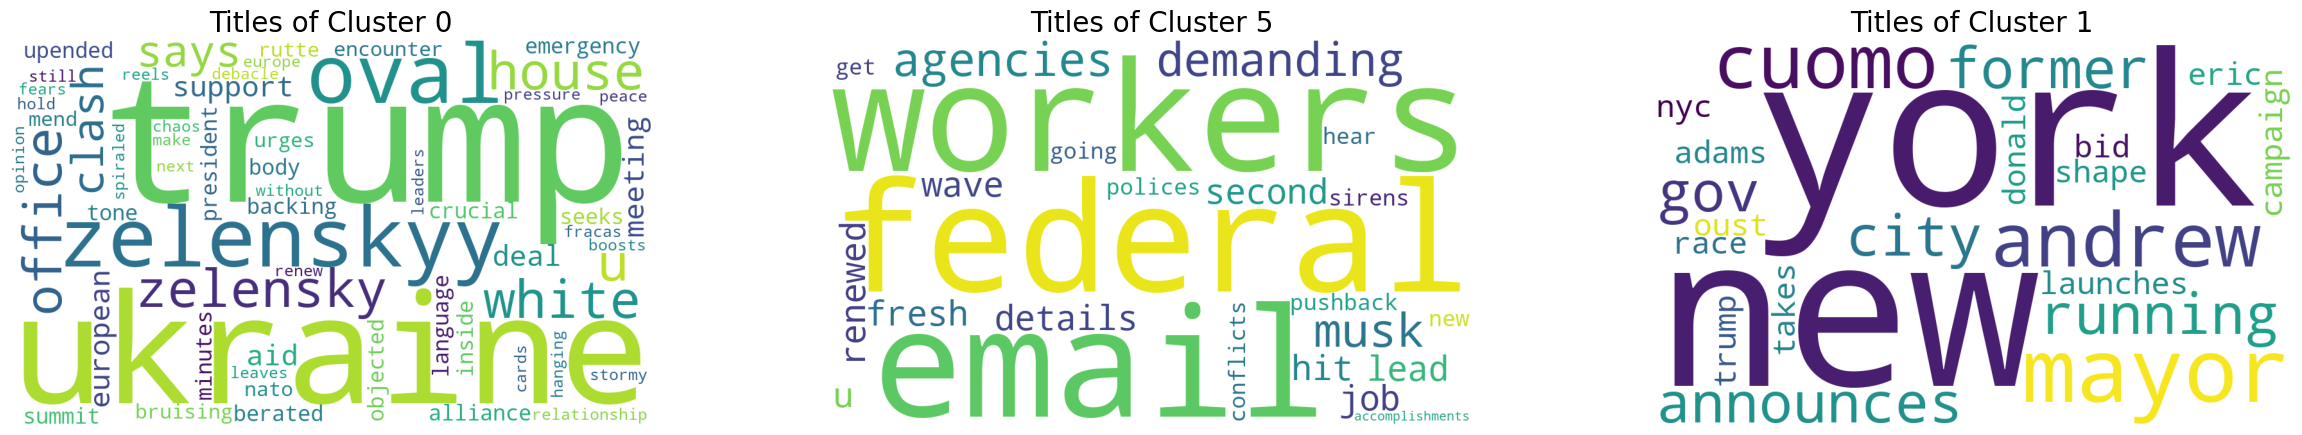 Titles of Cluster 0
upended
says
rutte
encounter
emergency
still
reels
europe
debacle
support
oval
house
fears
hold
mend
clash
pressure
peace
trump
chaos
make
next
urges
body
without
backing
president
spiraled
opinion
office
tone
leaders
crucial
meeting
seeks
fracas
boosts
zelenskyy
deal
u
renew
zelensky
white
european
minutes
language
inside
objected
ukraine
aid
leaves
nato
cards
hanging
stormy
summit
bruising
berated
alliance
relationship
Titles of Cluster 5
get
agencies
demanding
workers
going
hear
wave
polices
second
sirens
federal
renewed
fresh
details
conflicts
pushback
musk
new
email
hit
lead
u
job
accomplishments
Titles of Cluster 1
cuomo
former
eric
nyc
york
donald
bid
shape
campaign
adams
gov
oust
race
city
andrew
new
trump
takes
launches
running
mayor
announces